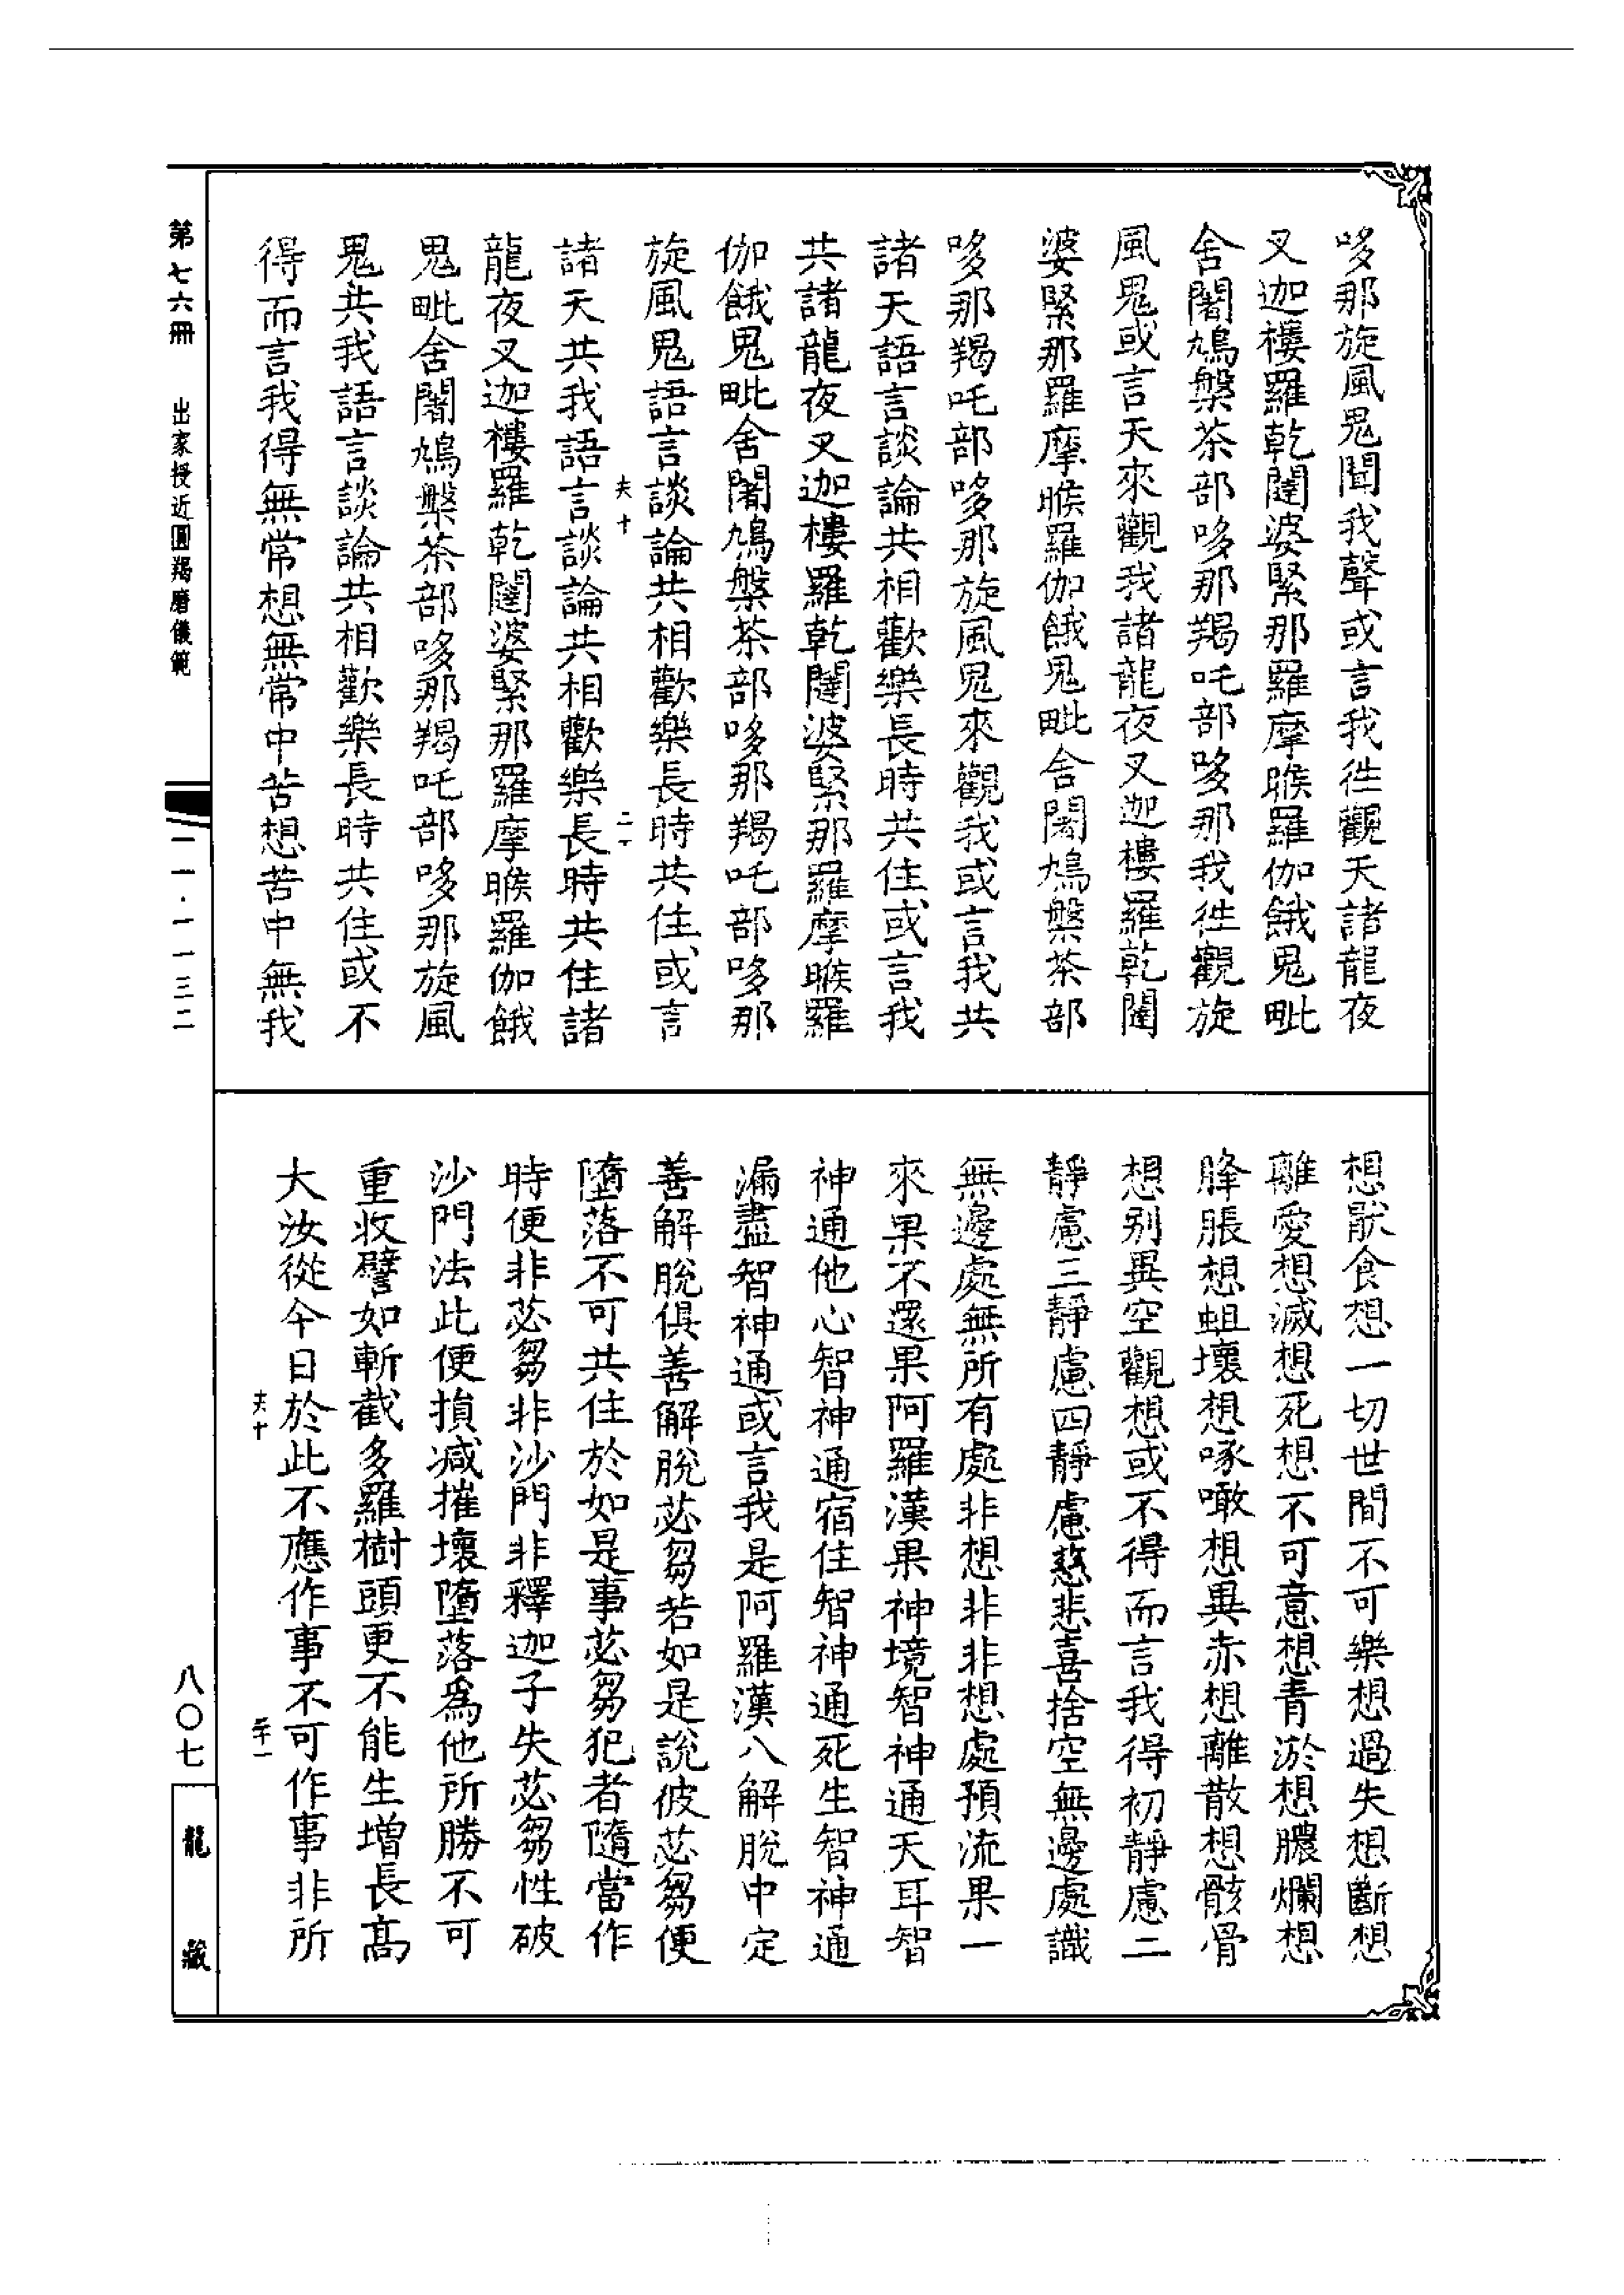 哆那旋風鬼聞我聲或言我徃觀天諸龍夜
叉迦樓羅乾闥婆緊那羅摩睺羅伽餓鬼毗
舍闍鳩槃茶部哆那羯吒部哆那我徃觀旋
風鬼或言天來觀我諸龍夜叉迦樓羅乾闥
婆緊那羅摩睺羅伽餓鬼毗舍闍鳩槃茶部
哆那羯吒部哆那旋風鬼來觀我或言我共
諸天語言談論共相歡樂長時共住或言我
共諸龍夜叉迦樓羅乾闥婆緊那羅摩睺羅
伽餓鬼毗舍闍鳩槃茶部哆那羯吒部哆那
旋風鬼語言談論共相歡樂長時共住或言
夫十
諸天共我語言談論共相歡樂長時共住諸
龍夜叉迦樓羅乾闥婆緊那羅摩睺羅伽餓
鬼毗舍闍鳩槃茶部哆那羯吒部哆那旋風
鬼共我語言談論共相歡樂長時共住或不
得而言我得無常想無常中苦想苦中無我
想猒食想一切世間不可樂想過失想斷想
離愛想滅想死想不可意想青淤想膿爛想
胮脹想蛆壞想啄噉想異赤想離散想骸骨
想别異空觀想或不得而言我得初靜慮二
靜慮三靜慮四靜慮慈悲喜捨空無邊處識
無邊處無所有處非想非非想處預流果一
來果不還果阿羅漢果神境智神通天耳智
神通他心智神通宿住智神通死生智神通
漏盡智神通或言我是阿羅漢八解脫中定
善解脫俱善解脫苾芻若如是說彼苾芻便
墮落不可共住於如是事苾芻犯者隨當作
時便非苾芻非沙門非釋迦子失苾芻性破
沙門法此便損減摧壞墮落為他所勝不可
重收譬如斬截多羅樹頭更不能生增長高
大汝從今日於此不應作事不可作事非所
夫十
二十一
第七六冊
出家授近圓羯磨儀範
一一·一一三二
八〇七
龍藏